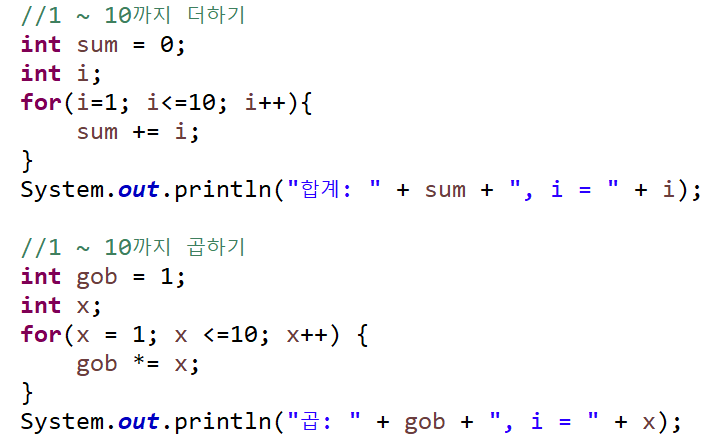 //1 ~ 10까지 더하기
int sum = 0;
int i;
for(i=1; i<=10; i++){
    sum += i;
}
System.out.println("합계: " + sum + ", i = " + i);

//1 ~ 10까지 곱하기
int gob = 1;
int x;
for(x = 1; x <=10; x++) {
    gob *= x;
}
System.out.println("곱: " + gob + ", i = " + x);